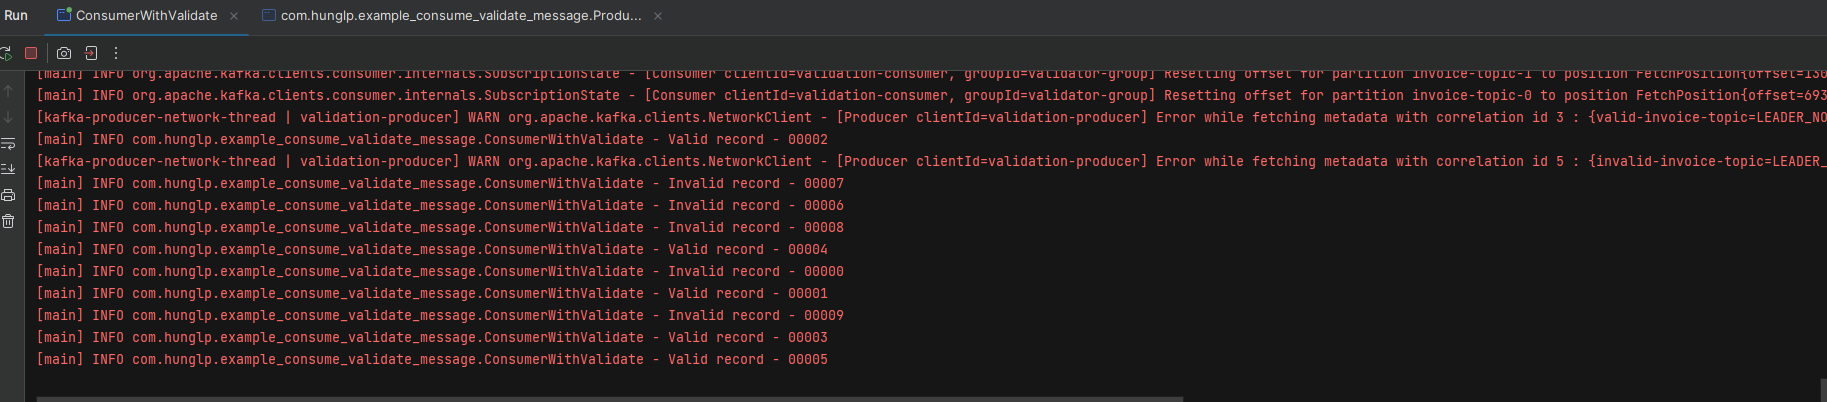 Run ConsumerWithValidate com.hunglp.example_consume_validate_message.Produ...
[main] INFO org.apache.kafka.clients.consumer.internals.SubscriptionState - [Consumer clientId=validation-consumer, groupId=validator-group] Resetting offset for partition invoice-topic-1 to position FetchPosition{offset=130
[main] INFO org.apache.kafka.clients.consumer.internals.SubscriptionState - [Consumer clientId=validation-consumer, groupId=validator-group] Resetting offset for partition invoice-topic-0 to position FetchPosition{offset=693
[kafka-producer-network-thread | validation-producer] WARN org.apache.kafka.clients.NetworkClient - [Producer clientId=validation-producer] Error while fetching metadata with correlation id 3 : {valid-invoice-topic=LEADER_NO
[main] INFO com.hunglp.example_consume_validate_message.ConsumerWithValidate - Valid record - 00002
[kafka-producer-network-thread | validation-producer] WARN org.apache.kafka.clients.NetworkClient - [Producer clientId=validation-producer] Error while fetching metadata with correlation id 5 : {invalid-invoice-topic=LEADER_
[main] INFO com.hunglp.example_consume_validate_message.ConsumerWithValidate - Invalid record - 00007
[main] INFO com.hunglp.example_consume_validate_message.ConsumerWithValidate - Invalid record - 00006
[main] INFO com.hunglp.example_consume_validate_message.ConsumerWithValidate - Invalid record - 00008
[main] INFO com.hunglp.example_consume_validate_message.ConsumerWithValidate - Valid record - 00004
[main] INFO com.hunglp.example_consume_validate_message.ConsumerWithValidate - Invalid record - 00000
[main] INFO com.hunglp.example_consume_validate_message.ConsumerWithValidate - Valid record - 00001
[main] INFO com.hunglp.example_consume_validate_message.ConsumerWithValidate - Invalid record - 00009
[main] INFO com.hunglp.example_consume_validate_message.ConsumerWithValidate - Valid record - 00003
[main] INFO com.hunglp.example_consume_validate_message.ConsumerWithValidate - Valid record - 00005